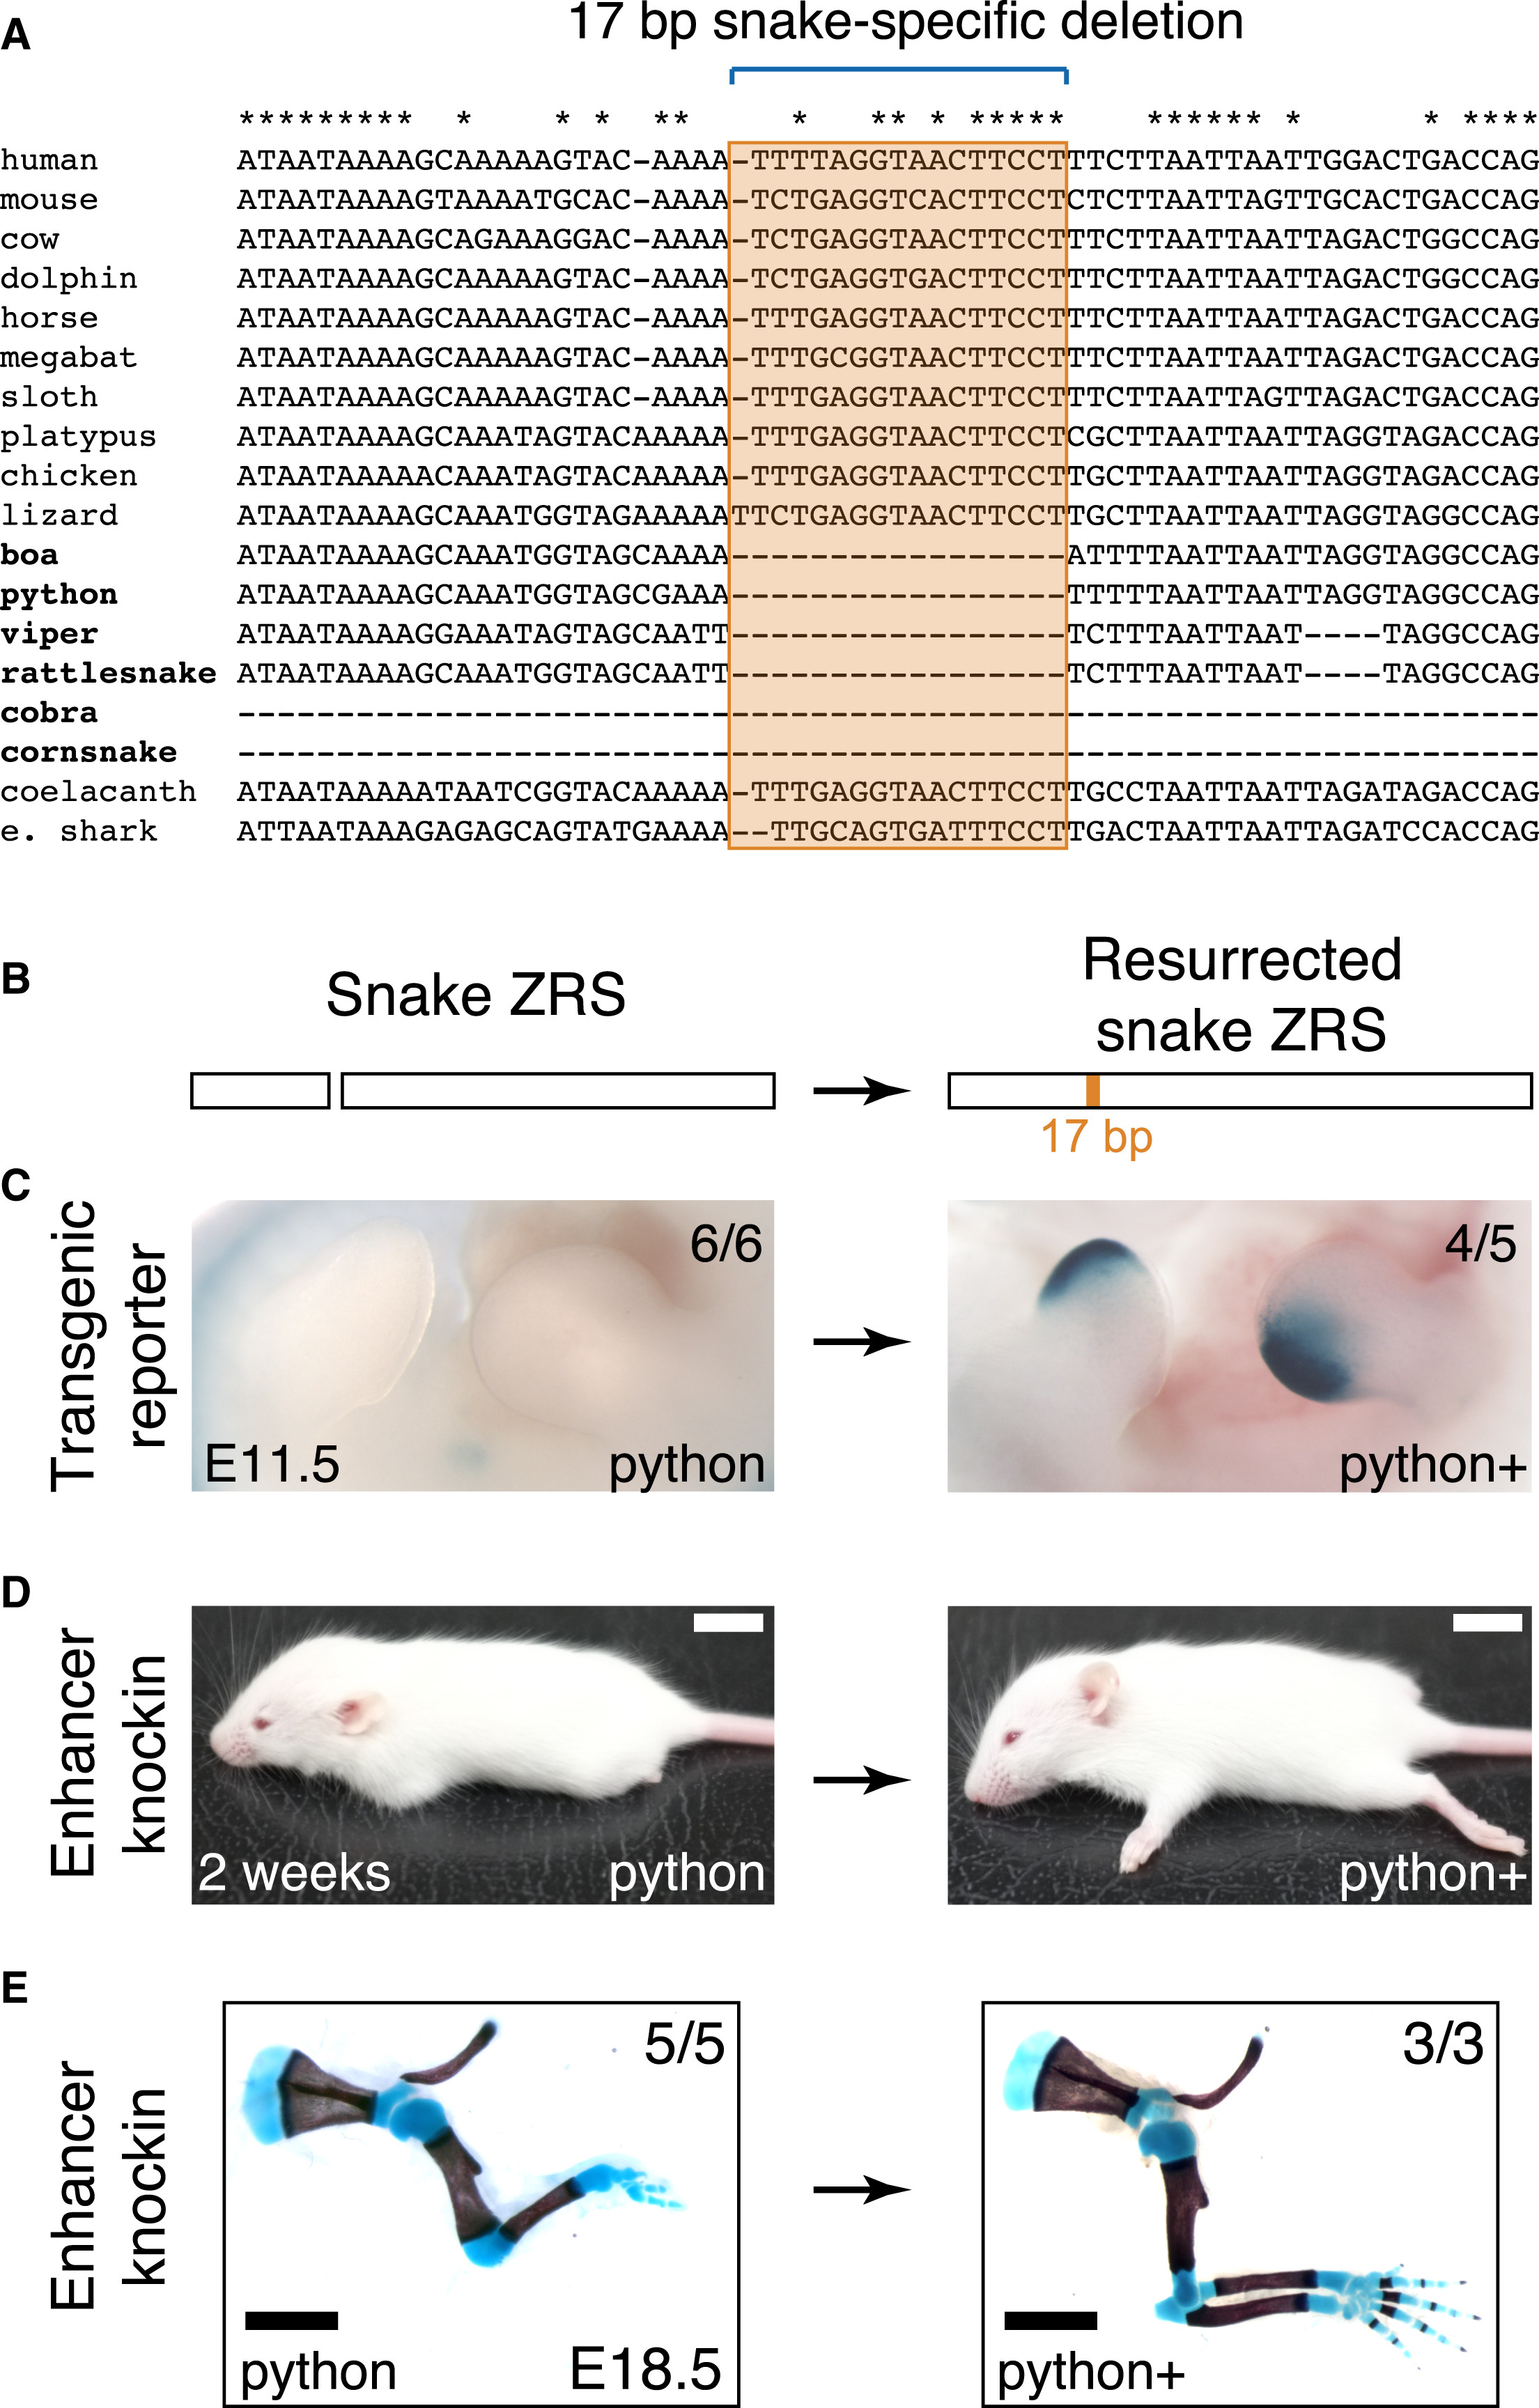 A
17 bp snake-specific deletion
********* * * * ** * ** * ***** ****** * * ****
human ATAATAAAAGCAAAAAGTAC-AAAA-TTTTAGGTAACTTCCTTTCTTAATTAATTGGACTGACCAG
mouse ATAATAAAAGTAAAATGCAC-AAAA-TCTGAGGTCACTTCCTCTCTTAATTAGTTGCACTGACCAG
cow ATAATAAAAGCAGAAAGGAC-AAAA-TCTGAGGTAACTTCCTTTCTTAATTAATTAGACTGGCCAG
dolphin ATAATAAAAGCAAAAAGTAC-AAAA-TCTGAGGTGACTTCCTTTCTTAATTAATTAGACTGGCCAG
horse ATAATAAAAGCAAAAAGTAC-AAAA-TTTGAGGTAACTTCCTTTCTTAATTAATTAGACTGACCAG
megabat ATAATAAAAGCAAAAAGTAC-AAAA-TTTGCGGTAACTTCCTTTCTTAATTAATTAGACTGACCAG
sloth ATAATAAAAGCAAAAAGTAC-AAAA-TTTGAGGTAACTTCCTTTCTTAATTAGTTAGACTGACCAG
platypus ATAATAAAAGCAAATAGTACAAAAA-TTTGAGGTAACTTCCTCGCTTAATTAATTAGGTAGACCAG
chicken ATAATAAAAACAAATAGTACAAAAA-TTTGAGGTAACTTCCTTGCTTAATTAATTAGGTAGACCAG
lizard ATAATAAAAGCAAATGGTAGAAAAATTCTGAGGTAACTTCCTTGCTTAATTAATTAGGTAGGCCAG
boa ATAATAAAAGCAAATGGTAGCAAAA-----------------ATTTTAATTAATTAGGTAGGCCAG
python ATAATAAAAGCAAATGGTAGCGAAA-----------------TTTTTAATTAATTAGGTAGGCCAG
viper ATAATAAAAGGAAATAGTAGCAATT-----------------TCTTTAATTAAT----TAGGCCAG
rattlesnake ATAATAAAAGCAAATGGTAGCAATT-----------------TCTTTAATTAAT----TAGGCCAG
cobra ------------------------------------------------------------------
cornsnake ------------------------------------------------------------------
coelacanth ATAATAAAAATAATCGGTACAAAAA-TTTGAGGTAACTTCCTTGCCTAATTAATTAGATAGACCAG
e. shark ATTAATAAAGAGAGCAGTATGAAAA--TTGCAGTGATTTCCTTGACTAATTAATTAGATCCACCAG
B
Snake ZRS
Resurrected
snake ZRS
17 bp
C
Transgenic
reporter
6/6
E11.5
python
4/5
python+
D
Enhancer
knockin
2 weeks
python
python+
E
Enhancer
knockin
5/5
python
E18.5
3/3
python+